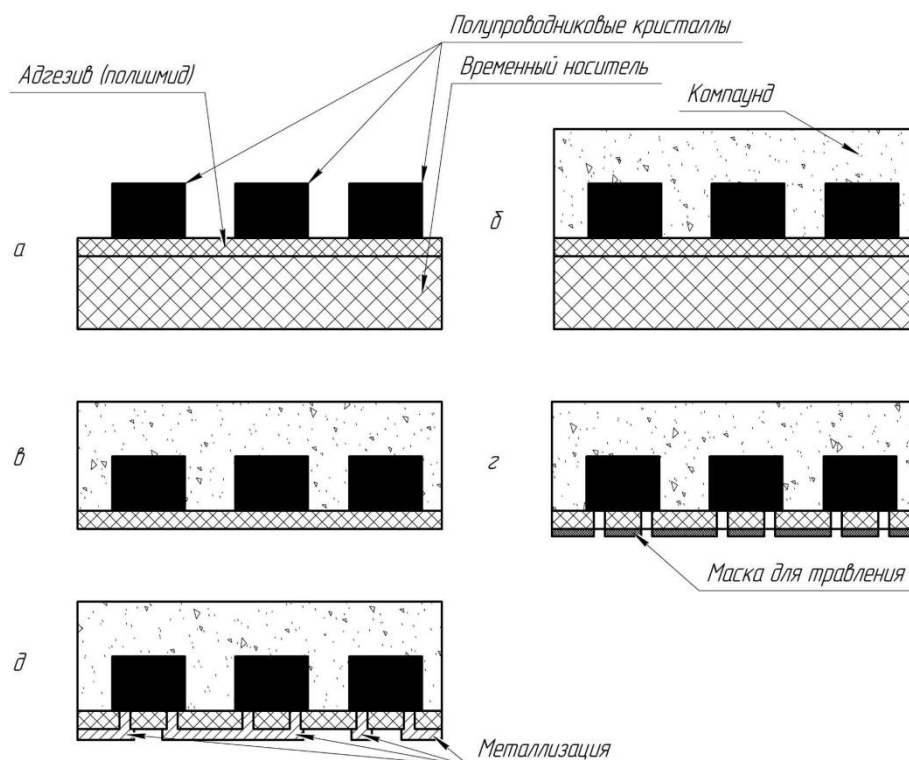 Полупроводниковые кристаллы
Адгезив (полиимид)
Временный носитель
Компаунд
а
б
в
г
Маска для травления
д
Металлизация